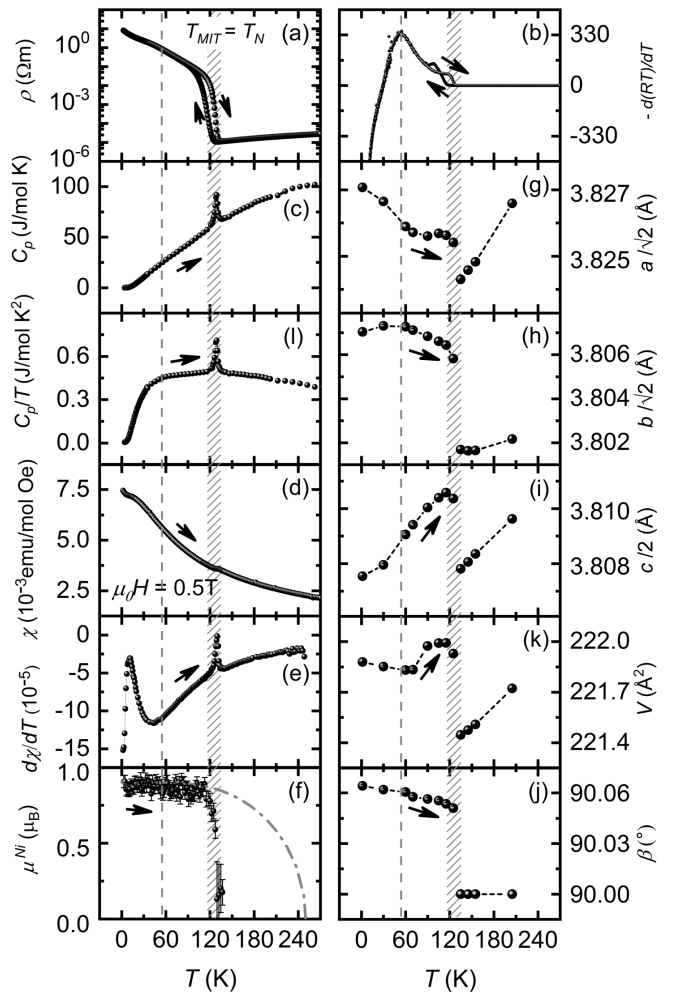 T_MIT = T_N (a)
10^0
10^-2
10^-4
10^-6
ρ (Ωm)
(c)
100
50
0
C_p (J/mol K)
(l)
0.6
0.3
0.0
C_p/T (J/mol K^2)
(d)
7.5
5.0
2.5
μ_0H = 0.5T
χ (10^-3emu/mol Oe)
(e)
0
-5
-10
-15
dχ/dT (10^-5)
(f)
1.0
0.5
0.0
μ^Ni (μ_B)
0 60 120 180 240
T (K)
(b)
330
0
-330
- d(RT)/dT
(g)
3.827
3.825
a/√2 (Å)
(h)
3.806
3.804
3.802
b/√2 (Å)
(i)
3.810
3.808
c/2 (Å)
(k)
222.0
221.7
221.4
V (Å^2)
(j)
90.06
90.03
90.00
β(°)
0 60 120 180 240
T (K)